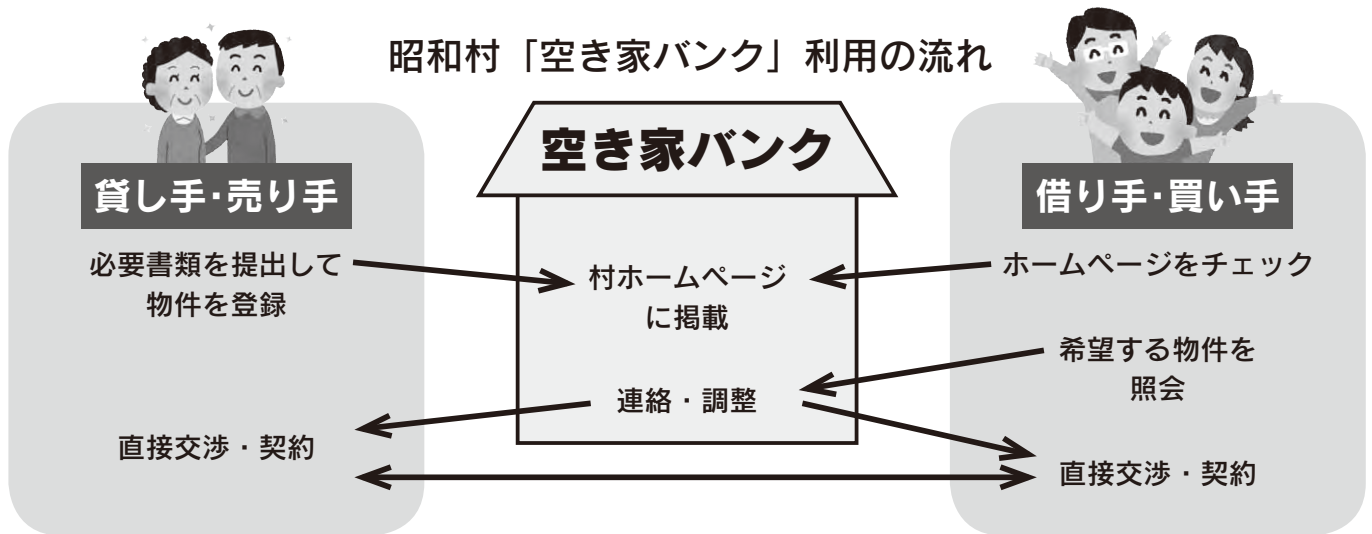 昭和村「空き家バンク」利用の流れ
貸し手・売り手
必要書類を提出して
物件を登録
直接交渉・契約
空き家バンク
村ホームページ
に掲載
連絡・調整
借り手・買い手
ホームページをチェック
希望する物件を
照会
直接交渉・契約